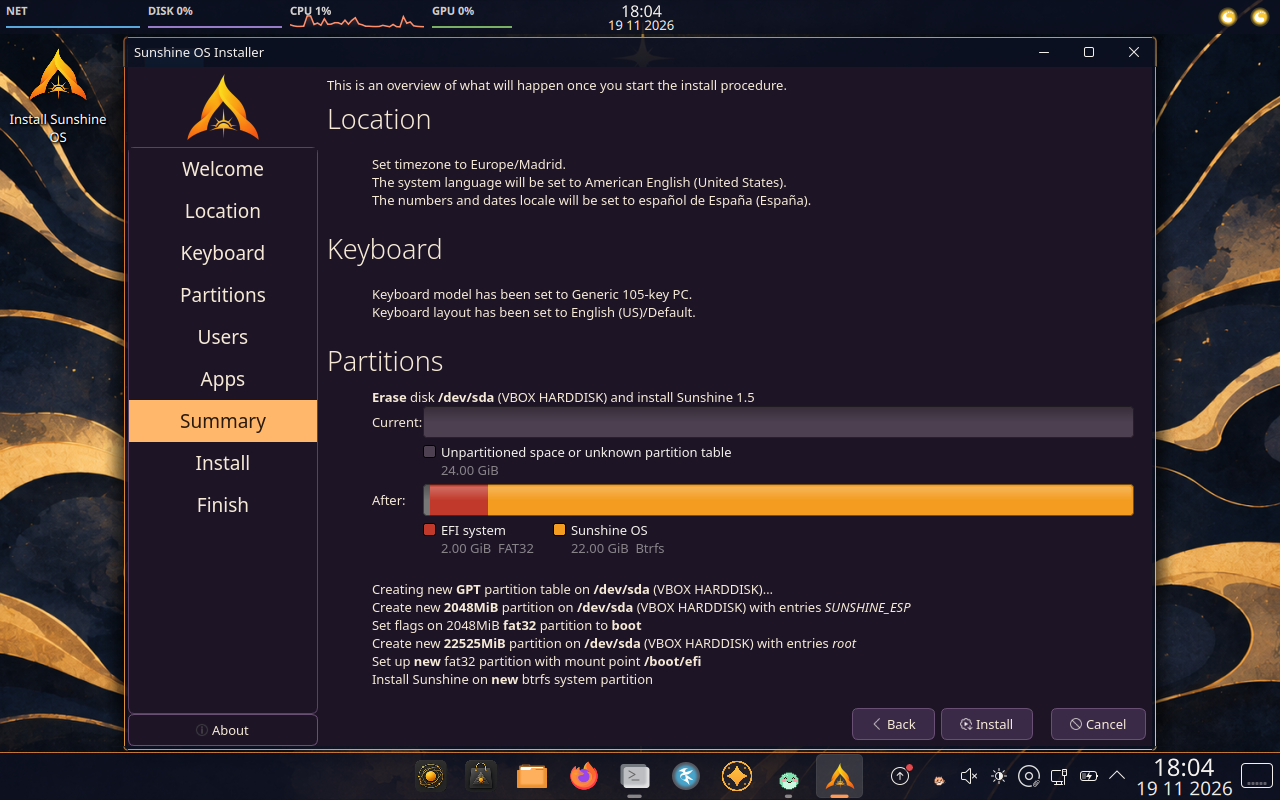 NET
DISK 0%
CPU 1%
GPU 0%
18:04
19 11 2026
Install Sunshine
OS
Sunshine OS Installer
Welcome
Location
Keyboard
Partitions
Users
Apps
Summary
Install
Finish
About
This is an overview of what will happen once you start the install procedure.
Location
Set timezone to Europe/Madrid.
The system language will be set to American English (United States).
The numbers and dates locale will be set to español de España (España).
Keyboard
Keyboard model has been set to Generic 105-key PC.
Keyboard layout has been set to English (US)/Default.
Partitions
Erase disk /dev/sda (VBOX HARDDISK) and install Sunshine 1.5
Current:
Unpartitioned space or unknown partition table
24.00 GiB
After:
EFI system
2.00 GiB FAT32
Sunshine OS
22.00 GiB Btrfs
Creating new GPT partition table on /dev/sda (VBOX HARDDISK)...
Create new 2048MiB partition on /dev/sda (VBOX HARDDISK) with entries SUNSHINE_ESP
Set flags on 2048MiB fat32 partition to boot
Create new 22525MiB partition on /dev/sda (VBOX HARDDISK) with entries root
Set up new fat32 partition with mount point /boot/efi
Install Sunshine on new btrfs system partition
Back
Install
Cancel
18:04
19 11 2026